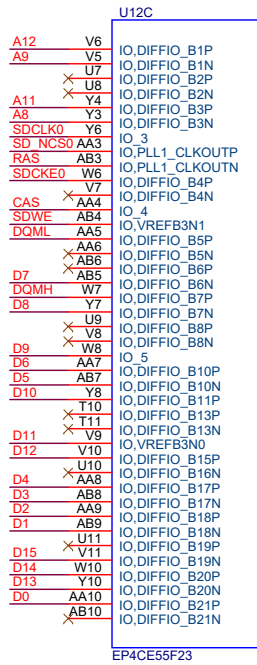 U12C
A12 V6 IO,DIFFIO_B1P
A9 V5 IO,DIFFIO_B1N
U7 IO,DIFFIO_B2P
U8 IO,DIFFIO_B2N
A11 Y4 IO,DIFFIO_B3P
A8 Y3 IO,DIFFIO_B3N
SDCLK0 Y6 IO_3
SD_NCS0 AA3 IO,PLL1_CLKOUTP
RAS AB3 IO,PLL1_CLKOUTN
SDCKE0 W6 IO,DIFFIO_B4P
V7 IO,DIFFIO_B4N
CAS AA4 IO_4
SDWE AB4 IO,VREFB3N1
DQML AA5 IO,DIFFIO_B5P
AA6 IO,DIFFIO_B5N
AB6 IO,DIFFIO_B6P
D7 AB5 IO,DIFFIO_B6N
DQMH W7 IO,DIFFIO_B7P
D8 Y7 IO,DIFFIO_B7N
U9 IO,DIFFIO_B8P
V8 IO,DIFFIO_B8N
D9 W8 IO_5
D6 AA7 IO,DIFFIO_B10P
D5 AB7 IO,DIFFIO_B10N
D10 Y8 IO,DIFFIO_B11P
T10 IO,DIFFIO_B13P
T11 IO,DIFFIO_B13N
D11 V9 IO,VREFB3N0
D12 V10 IO,DIFFIO_B15P
U10 IO,DIFFIO_B16N
D4 AA8 IO,DIFFIO_B17P
D3 AB8 IO,DIFFIO_B17N
D2 AA9 IO,DIFFIO_B18P
D1 AB9 IO,DIFFIO_B18N
U11 IO,DIFFIO_B19P
D15 V11 IO,DIFFIO_B19N
D14 W10 IO,DIFFIO_B20P
D13 Y10 IO,DIFFIO_B20N
D0 AA10 IO,DIFFIO_B21P
AB10 IO,DIFFIO_B21N
EP4CE55F23